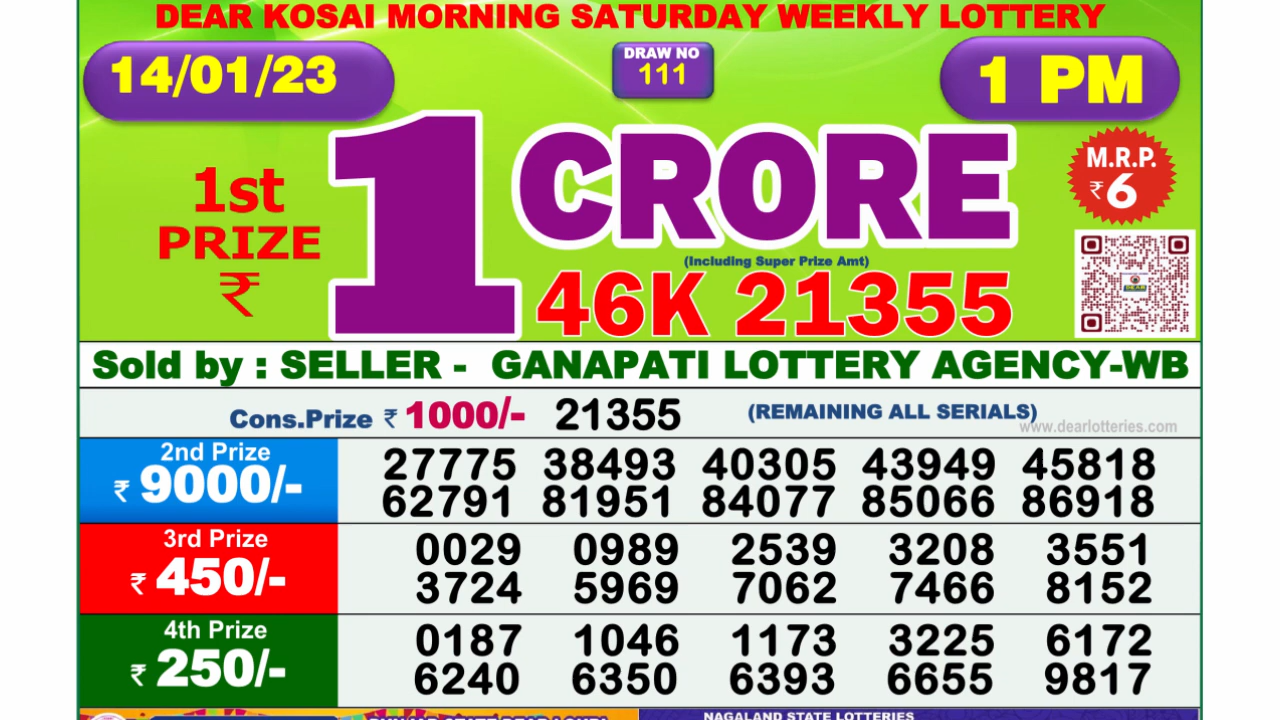 DEAR KOSAI MORNING SATURDAY WEEKLY LOTTERY
14/01/23
DRAW NO
111
1 PM
1st
PRIZE
₹
1 CRORE
(Including Super Prize Amt)
46K 21355
M.R.P.
₹6
Sold by : SELLER - GANAPATI LOTTERY AGENCY-WB
Cons.Prize ₹ 1000/- 21355 (REMAINING ALL SERIALS)
www.dearlotteries.com
2nd Prize
₹ 9000/-
27775 38493 40305 43949 45818
62791 81951 84077 85066 86918
3rd Prize
₹ 450/-
0029 0989 2539 3208 3551
3724 5969 7062 7466 8152
4th Prize
₹ 250/-
0187 1046 1173 3225 6172
6240 6350 6393 6655 9817
NAGALAND STATE LOTTERIES